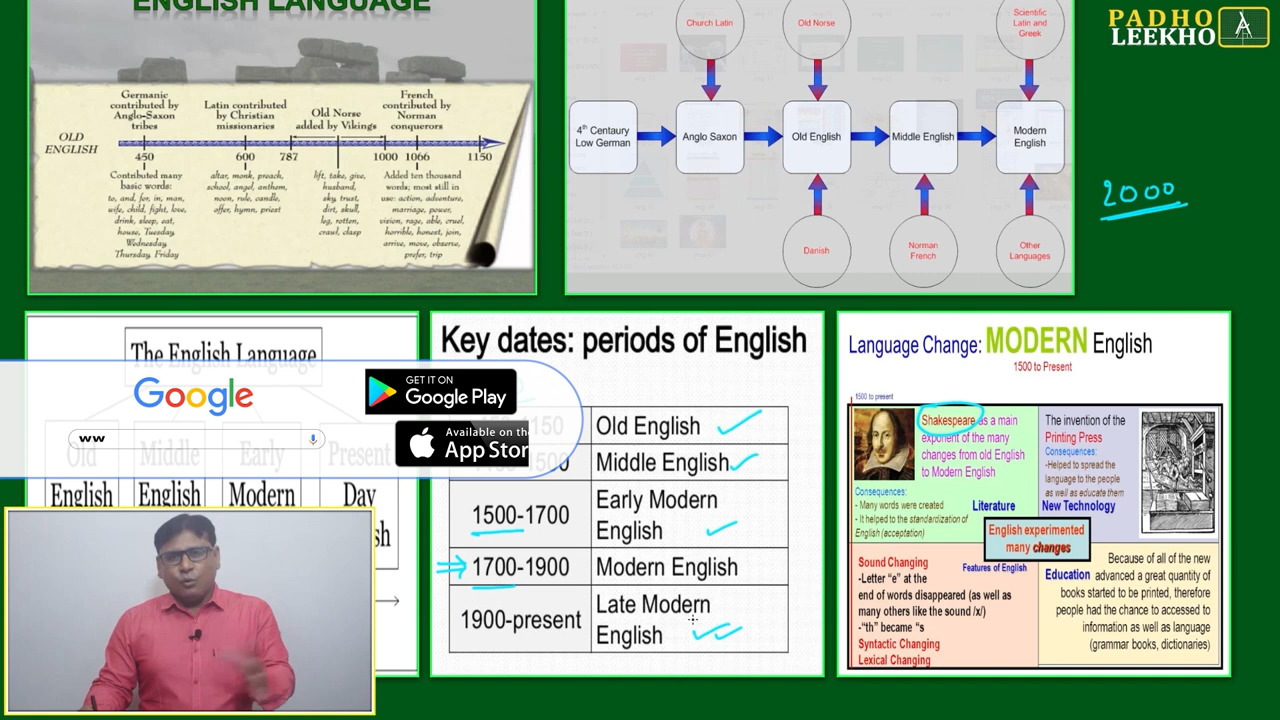 ENGLISH LANGUAGE
Germanic
contributed by
Anglo-Saxon
tribes
Latin contributed
by Christian
missionaries
Old Norse
added by Vikings
French
contributed by
Norman
conquerors
OLD
ENGLISH
450
600
787
1000
1066
1150
Contributed many
basic words:
to, and, for, in, man,
wife, child, fight, love,
drink, sleep, eat,
house, Tuesday
Wednesday
Thursday, Friday
altar, monk, preach,
school, angel, anthem,
noon, rule, candle,
offer, hymn, priest
lift, take, give,
husband,
sky, trust,
dirt, skull,
leg, rotten,
crawl, clasp
Added ten thousand
words; most still in
use: action, adventure,
marriage, power,
vision, rage, able, cruel,
horrible, honest, join,
arrive, move, observe,
prefer, trip
Church Latin
Old Norse
Scientific
Latin and
Greek
4th Centaury
Low German
Anglo Saxon
Old English
Middle English
Modern
English
Danish
Norman
French
Other
Languages
PADHO
LEEKHO
2000
The English Language
Old
English
Middle
English
Early
Modern
Present
Day
Google
ww
GET IT ON
Google Play
Available on the
App Stor
Key dates: periods of English
Old English
Middle English
1500-1700
Early Modern
English
1700-1900
Modern English
1900-present
Late Modern
English
Language Change: MODERN English
1500 to Present
1500 to present
Shakespeare as a main
exponent of the many
changes from old English
to Modern English
Consequences:
- Many words were created
- It helped to the standardization of
English (acceptation)
Literature
The invention of the
Printing Press
Consequences:
-Helped to spread the
language to the people
as well as educate them
New Technology
English experimented
many changes
Sound Changing
-Letter "e" at the
end of words disappeared (as well as
many others like the sound /x/)
-"th" became "s
Syntactic Changing
Lexical Changing
Features of English
Education
Because of all of the new
advanced a great quantity of
books started to be printed, therefore
people had the chance to accessed to
information as well as language
(grammar books, dictionaries)